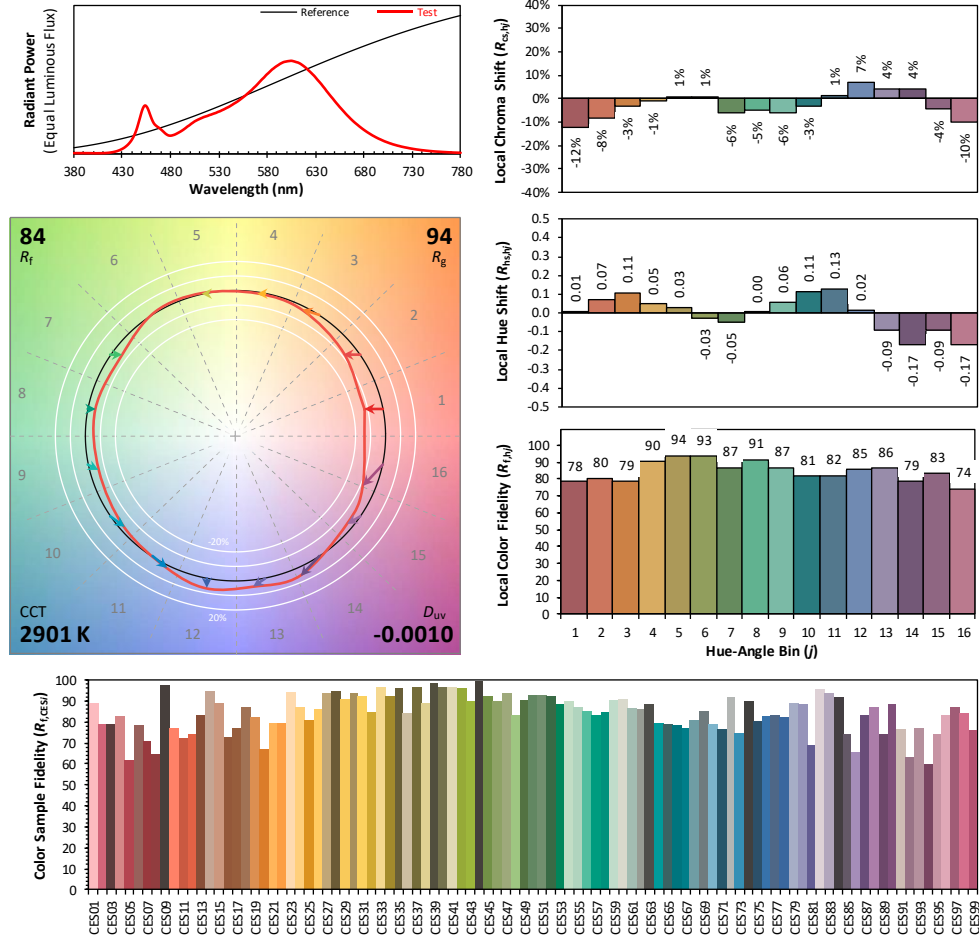 Radiant Power
(Equal Luminous Flux)
Reference
Test
380 430 480 530 580 630 680 730 780
Wavelength (nm)
Local Chroma Shift (Rcs,hj)
40%
30%
20%
10%
0%
-10%
-20%
-30%
-40%
-12% -8% -3% -1% 1% 1% -6% -5% -6% -3% 1% 7% 4% 4% -4% -10%
84
Rf
94
Rg
5 4
6 3
7 2
8 1
9 16
10 15
11 14
12 13
-20%
20%
CCT
2901 K
Duv
-0.0010
Local Hue Shift (Rhs,hj)
0.5
0.4
0.3
0.2
0.1
0.0
-0.1
-0.2
-0.3
-0.4
-0.5
0.01 0.07 0.11 0.05 0.03 -0.03 -0.05 0.00 0.06 0.11 0.13 0.02 -0.09 -0.17 -0.09 -0.17
Local Color Fidelity (Rf,hj)
100
90
80
70
60
50
40
30
20
10
0
78 80 79 90 94 93 87 91 87 81 82 85 86 79 83 74
1 2 3 4 5 6 7 8 9 10 11 12 13 14 15 16
Hue-Angle Bin (j)
Color Sample Fidelity (Rf,CESi)
100
90
80
70
60
50
40
30
20
10
0
CES01 CES03 CES05 CES07 CES09 CES11 CES13 CES15 CES17 CES19 CES21 CES23 CES25 CES27 CES29 CES31 CES33 CES35 CES37 CES39 CES41 CES43 CES45 CES47 CES49 CES51 CES53 CES55 CES57 CES59 CES61 CES63 CES65 CES67 CES69 CES71 CES73 CES75 CES77 CES79 CES81 CES83 CES85 CES87 CES89 CES91 CES93 CES95 CES97 CES99